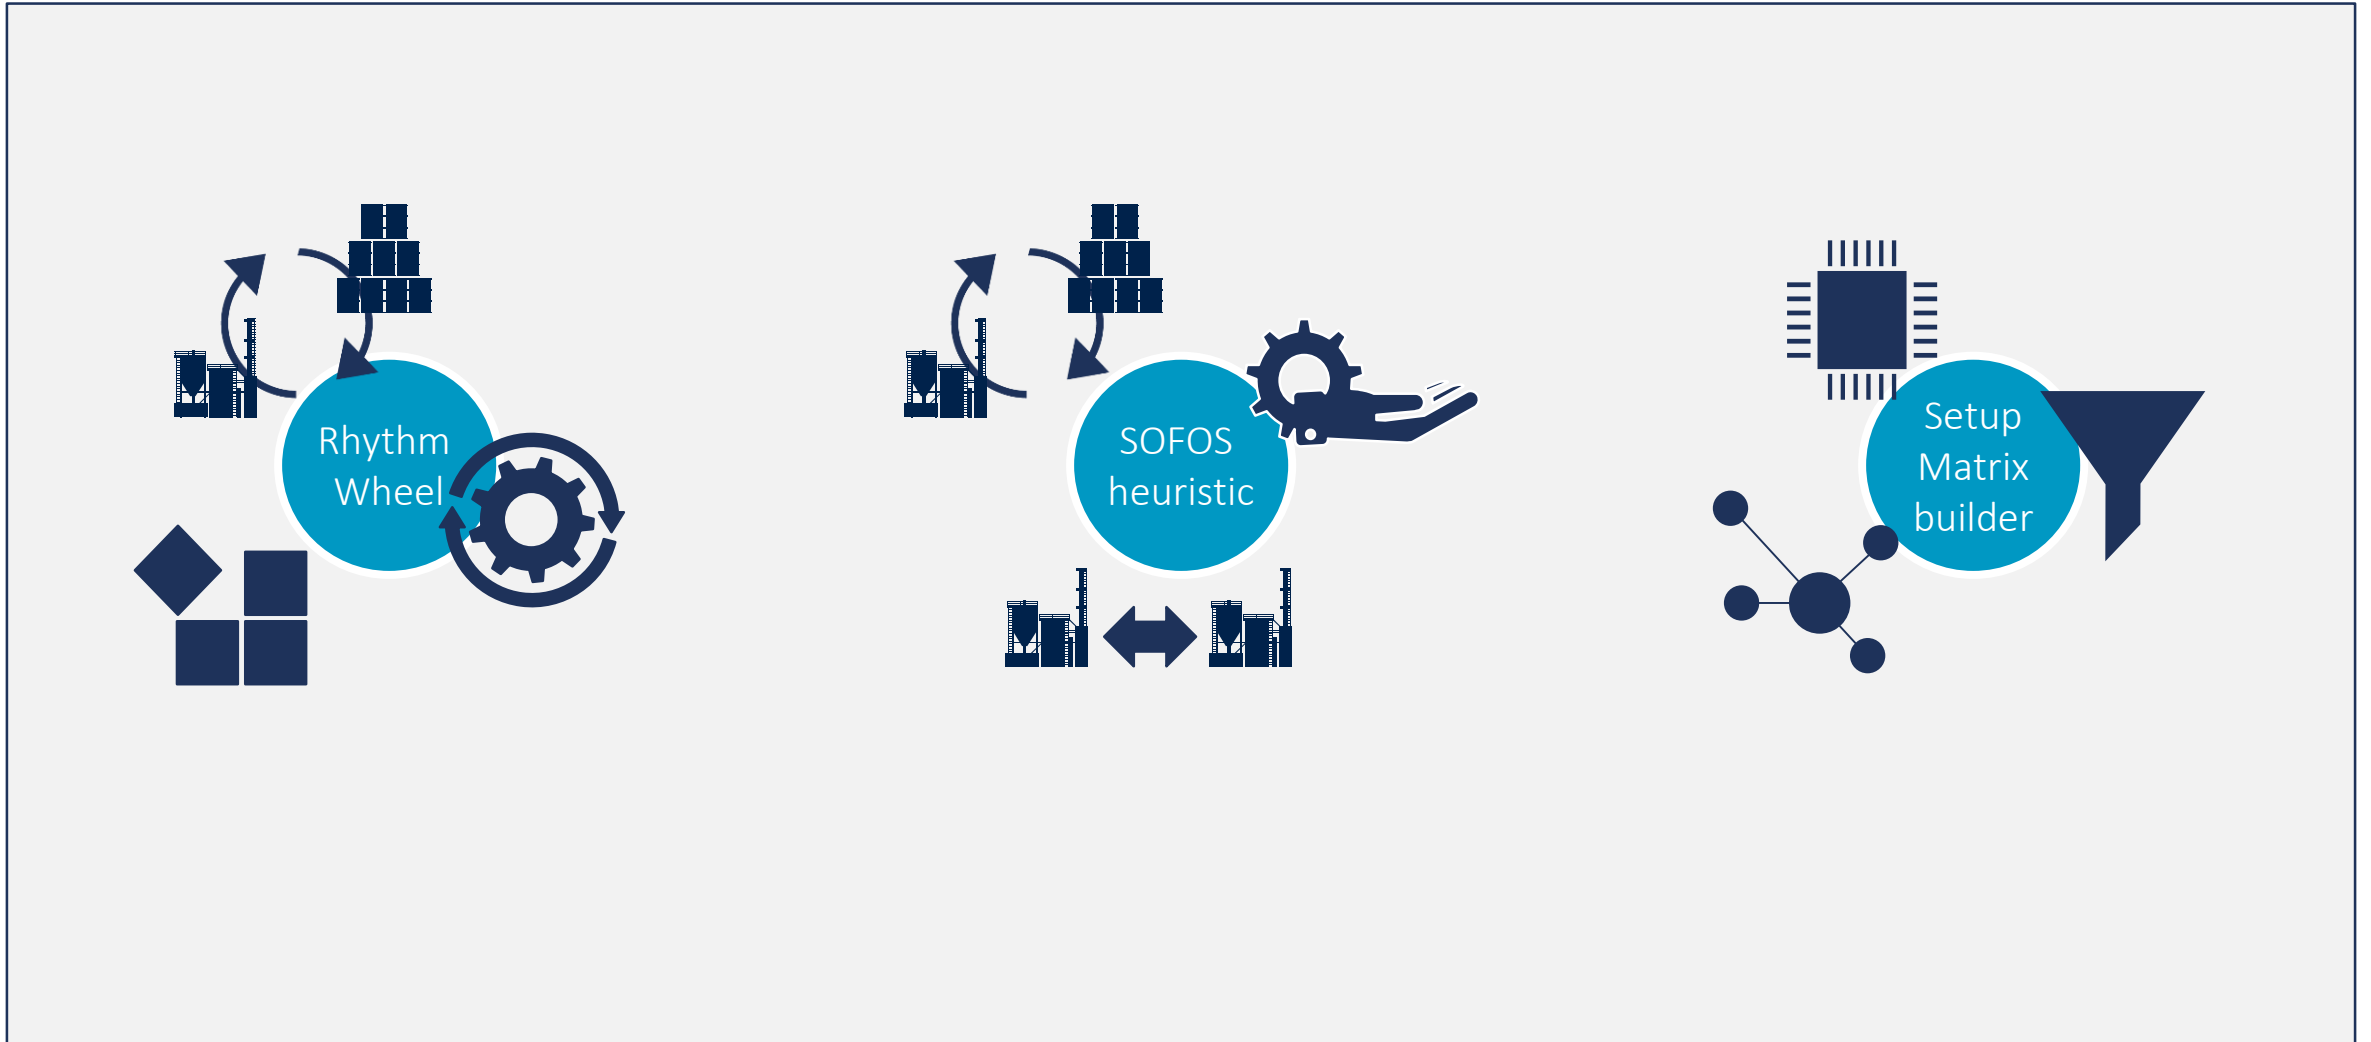 Rhythm
Wheel
SOFOS
heuristic
Setup
Matrix
builder